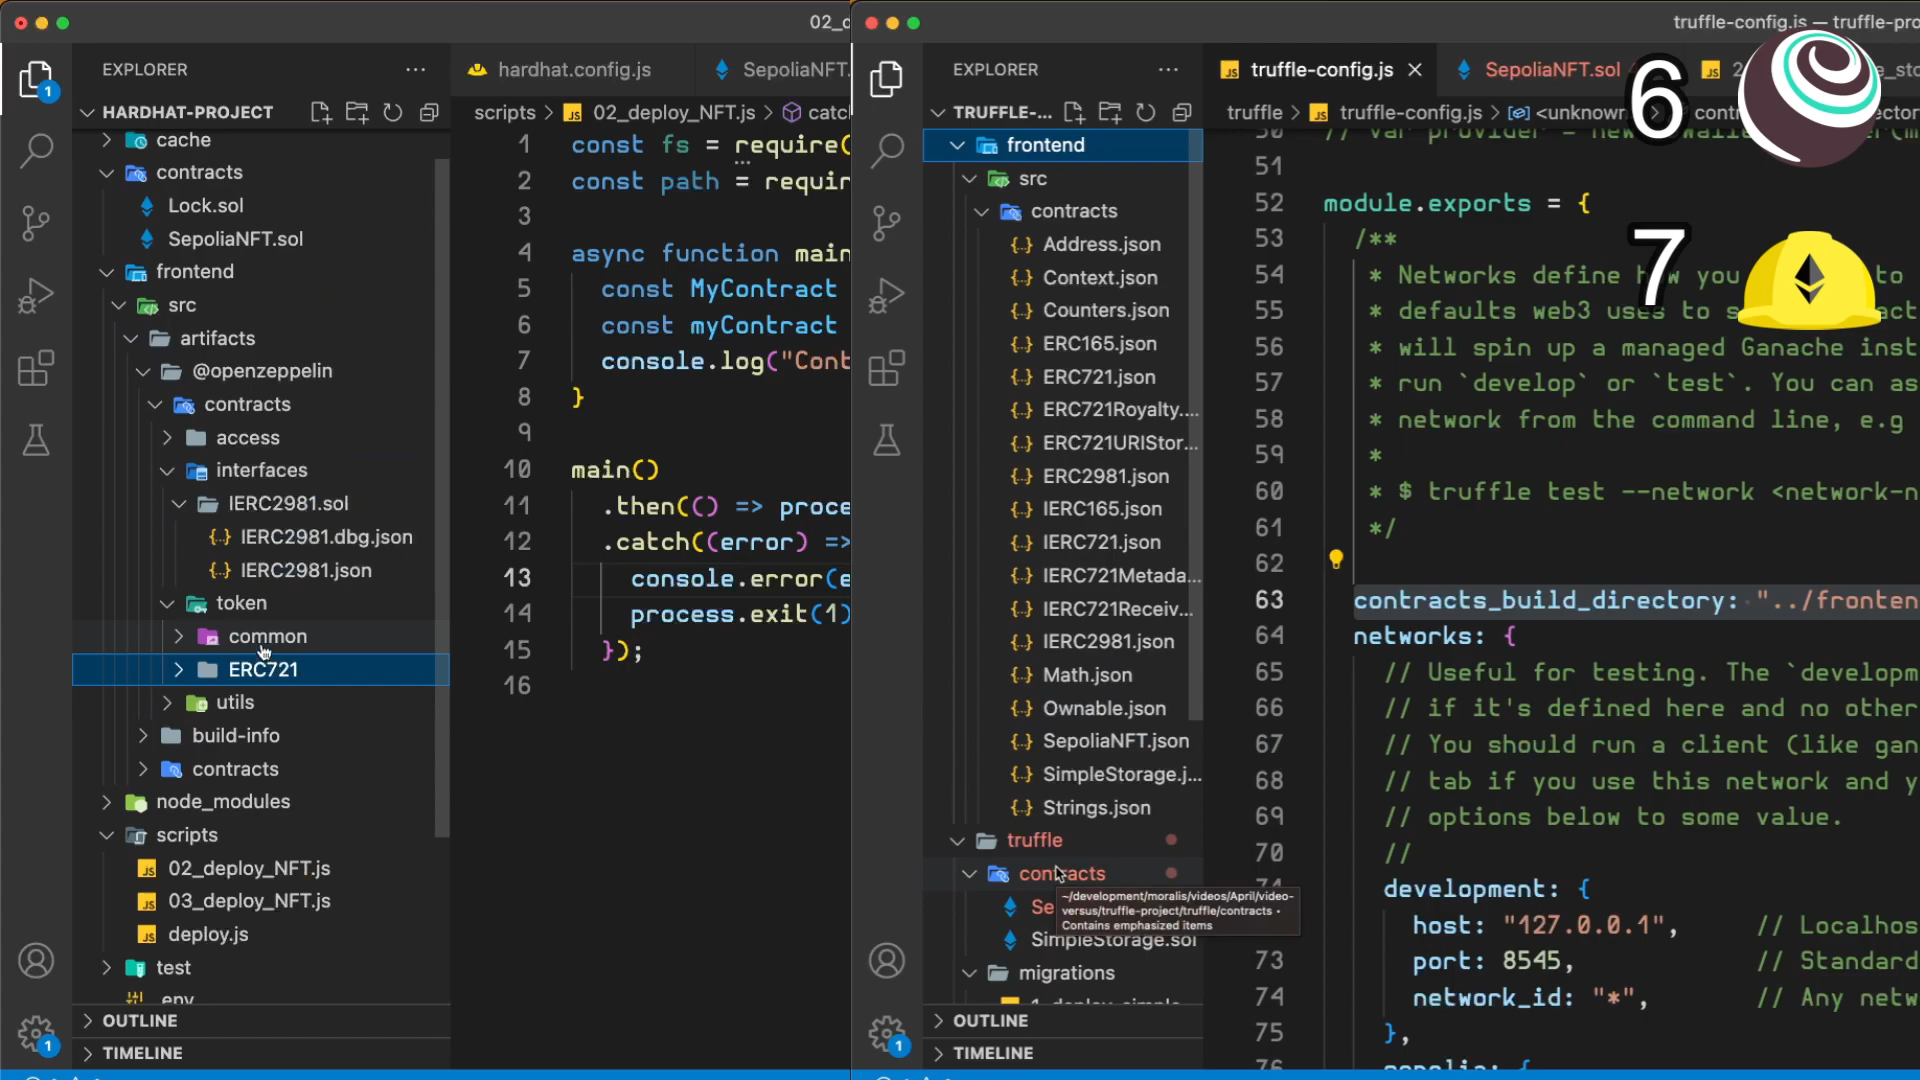 02_d
EXPLORER
HARDHAT-PROJECT
cache
contracts
Lock.sol
SepoliaNFT.sol
frontend
src
artifacts
@openzeppelin
contracts
access
interfaces
IERC2981.sol
IERC2981.dbg.json
IERC2981.json
token
common
ERC721
utils
build-info
contracts
node_modules
scripts
02_deploy_NFT.js
03_deploy_NFT.js
deploy.js
test
.env
OUTLINE
TIMELINE
1
1
hardhat.config.js
SepoliaNFT.
scripts > 02_deploy_NFT.js > catc
1 const fs = require(
2 const path = requir
3
4 async function main
5 const MyContract
6 const myContract
7 console.log("Cont
8 }
9
10 main()
11 .then(() => proce
12 .catch((error) =>
13 console.error(e
14 process.exit(1)
15 });
16
truffle-config.js — truffle-pro
EXPLORER
TRUFFLE-...
frontend
src
contracts
Address.json
Context.json
Counters.json
ERC165.json
ERC721.json
ERC721Royalty....
ERC721URIStor...
ERC2981.json
IERC165.json
IERC721.json
IERC721Metada...
IERC721Receiv...
IERC2981.json
Math.json
Ownable.json
SepoliaNFT.json
SimpleStorage.j...
Strings.json
truffle
contracts
~/development/moralis/videos/April/video-
versus/truffle-project/truffle/contracts •
Contains emphasized items
Se
SimpleStorage.sol
migrations
OUTLINE
TIMELINE
1
truffle-config.js
SepoliaNFT.sol
2
truffle > truffle-config.js > <unknown
6
7
51
52 module.exports = {
53 /**
54 * Networks define how you to
55 * defaults web3 uses to s act
56 * will spin up a managed Ganache inst
57 * run `develop` or `test`. You can as
58 * network from the command line, e.g
59 *
60 * $ truffle test --network <network-n
61 */
62
63 contracts_build_directory: "../fronten
64 networks: {
65 // Useful for testing. The `developm
66 // if it's defined here and no other
67 // You should run a client (like gan
68 // tab if you use this network and y
69 // options below to some value.
70 //
development: {
host: "127.0.0.1", // Localhos
73 port: 8545, // Standard
74 network_id: "*", // Any netw
75 },